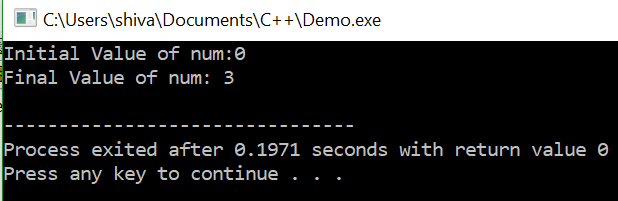 C:\Users\shiva\Documents\C++\Demo.exe
Initial Value of num:0
Final Value of num: 3
--------------------------------
Process exited after 0.1971 seconds with return value 0
Press any key to continue . . .